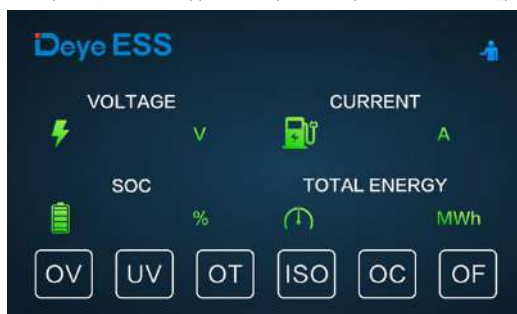 Deye ESS
VOLTAGE
V
CURRENT
A
SOC
%
TOTAL ENERGY
MWh
OV UV OT ISO OC OF